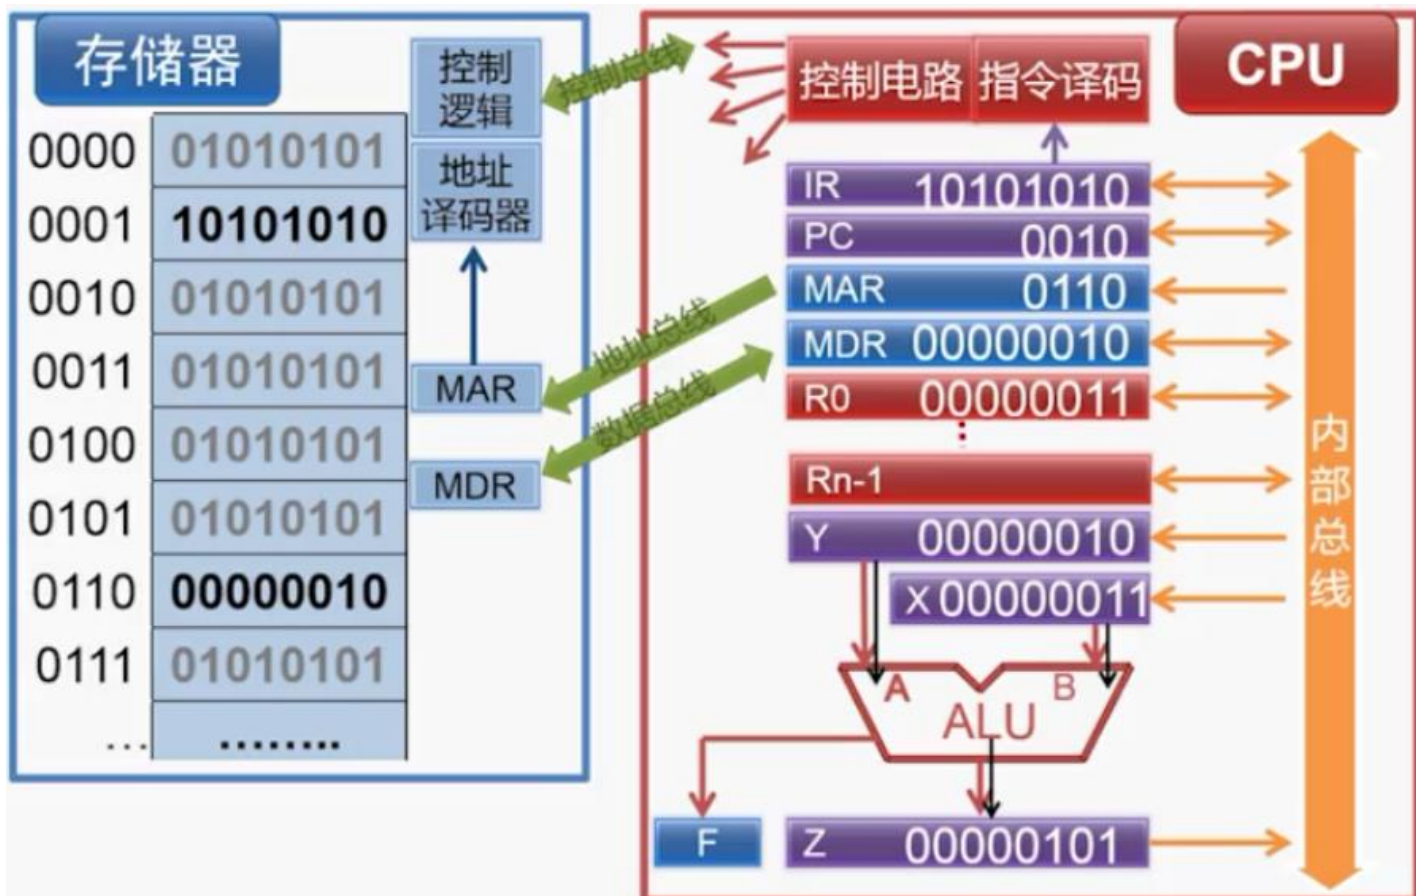 存储器
控制
逻辑
地址
译码器
0000 01010101
0001 10101010
0010 01010101
0011 01010101
0100 01010101
0101 01010101
0110 00000010
0111 01010101
... ........
MAR
MDR
控制总线
地址总线
数据总线
CPU
控制电路 指令译码
IR 10101010
PC 0010
MAR 0110
MDR 00000010
R0 00000011
Rn-1
Y 00000010
X 00000011
A B
ALU
F
Z 00000101
内部总线